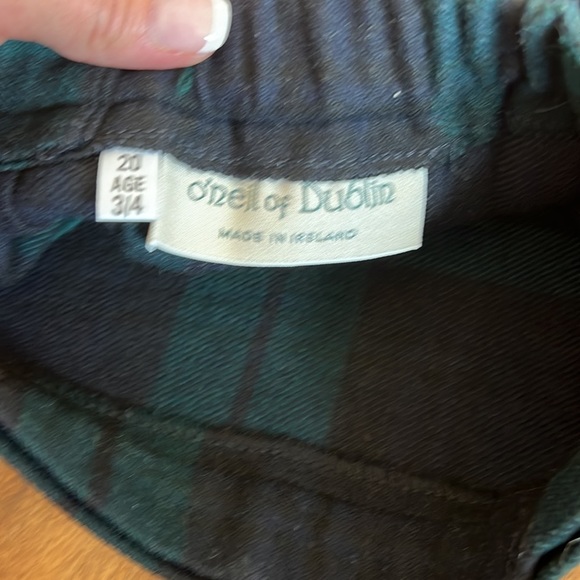 20
AGE
3/4
O'Neil of Dublin
MADE IN IRELAND